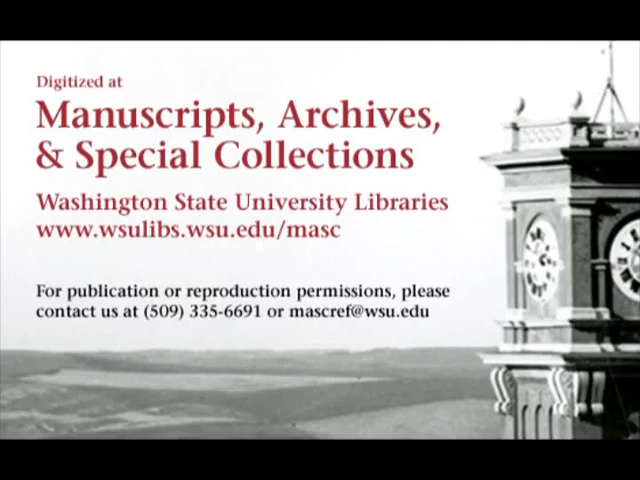 Digitized at
Manuscripts, Archives,
& Special Collections
Washington State University Libraries
www.wsulibs.wsu.edu/masc
For publication or reproduction permissions, please
contact us at (509) 335-6691 or mascref@wsu.edu